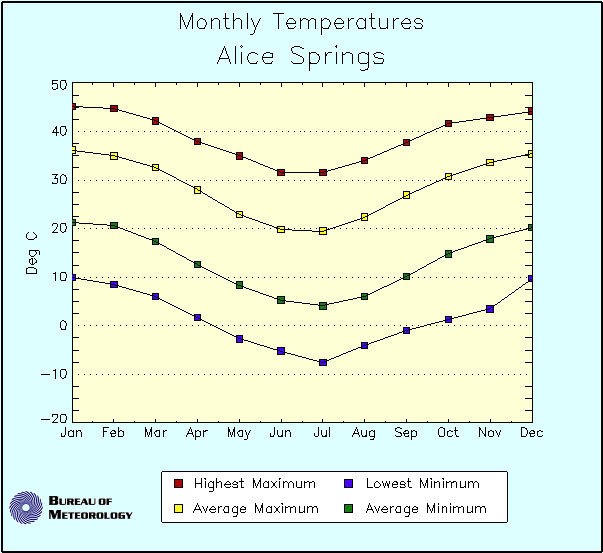 Monthly Temperatures
Alice Springs
50
40
30
20
10
0
-10
-20
Deg C
Jan Feb Mar Apr May Jun Jul Aug Sep Oct Nov Dec
Highest Maximum Lowest Minimum
Average Maximum Average Minimum
BUREAU OF
METEOROLOGY